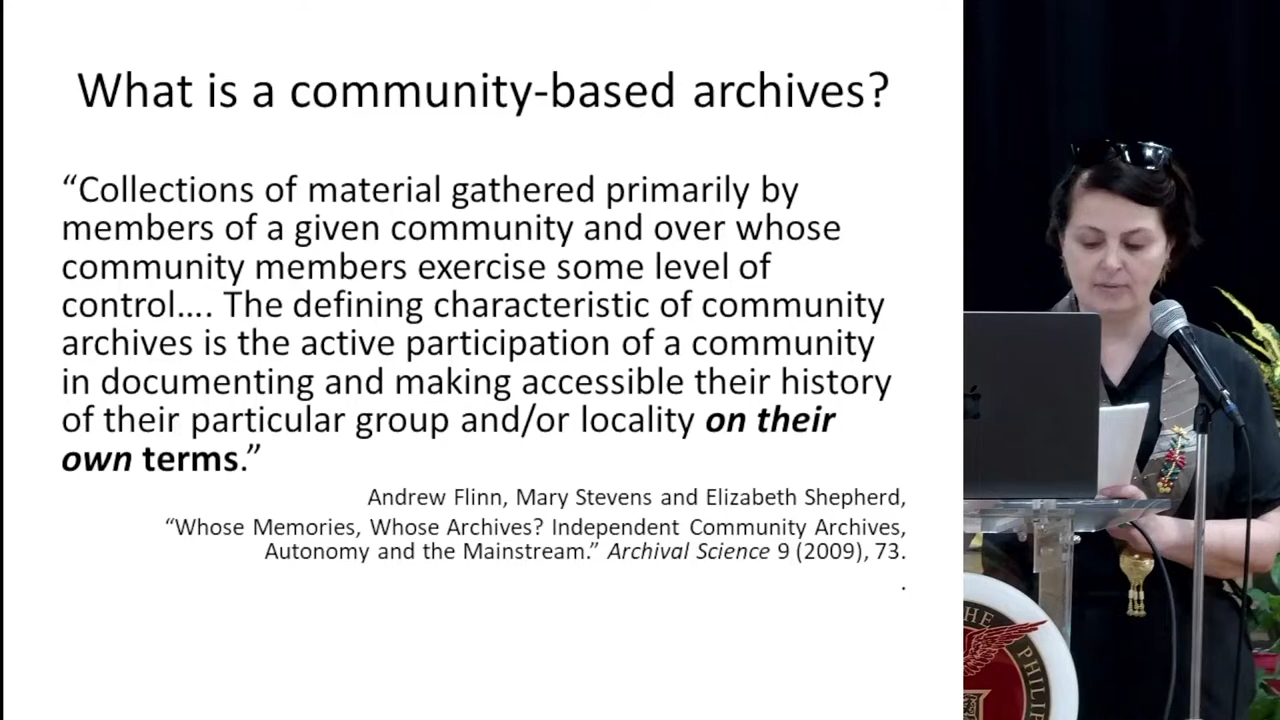 What is a community-based archives?
“Collections of material gathered primarily by
members of a given community and over whose
community members exercise some level of
control…. The defining characteristic of community
archives is the active participation of a community
in documenting and making accessible their history
of their particular group and/or locality on their
own terms.”
Andrew Flinn, Mary Stevens and Elizabeth Shepherd,
“Whose Memories, Whose Archives? Independent Community Archives,
Autonomy and the Mainstream.” Archival Science 9 (2009), 73.
.
THE PHILI